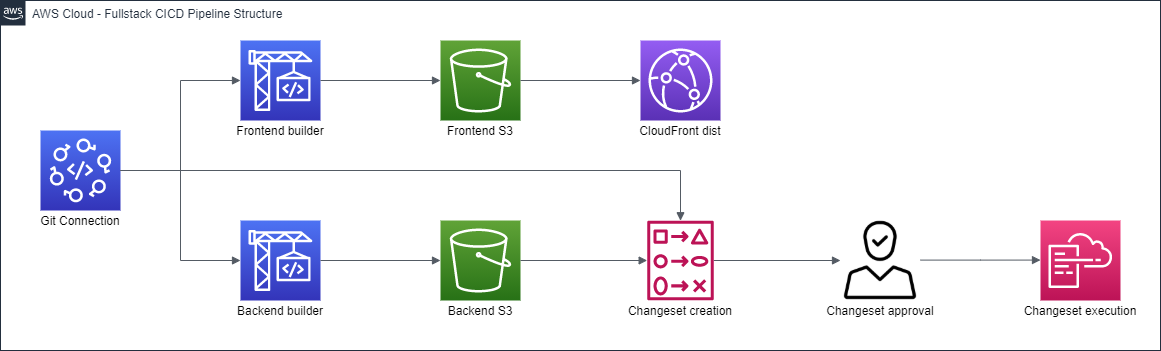 aws
AWS Cloud - Fullstack CICD Pipeline Structure
Frontend builder
Frontend S3
CloudFront dist
Git Connection
Backend builder
Backend S3
Changeset creation
Changeset approval
Changeset execution